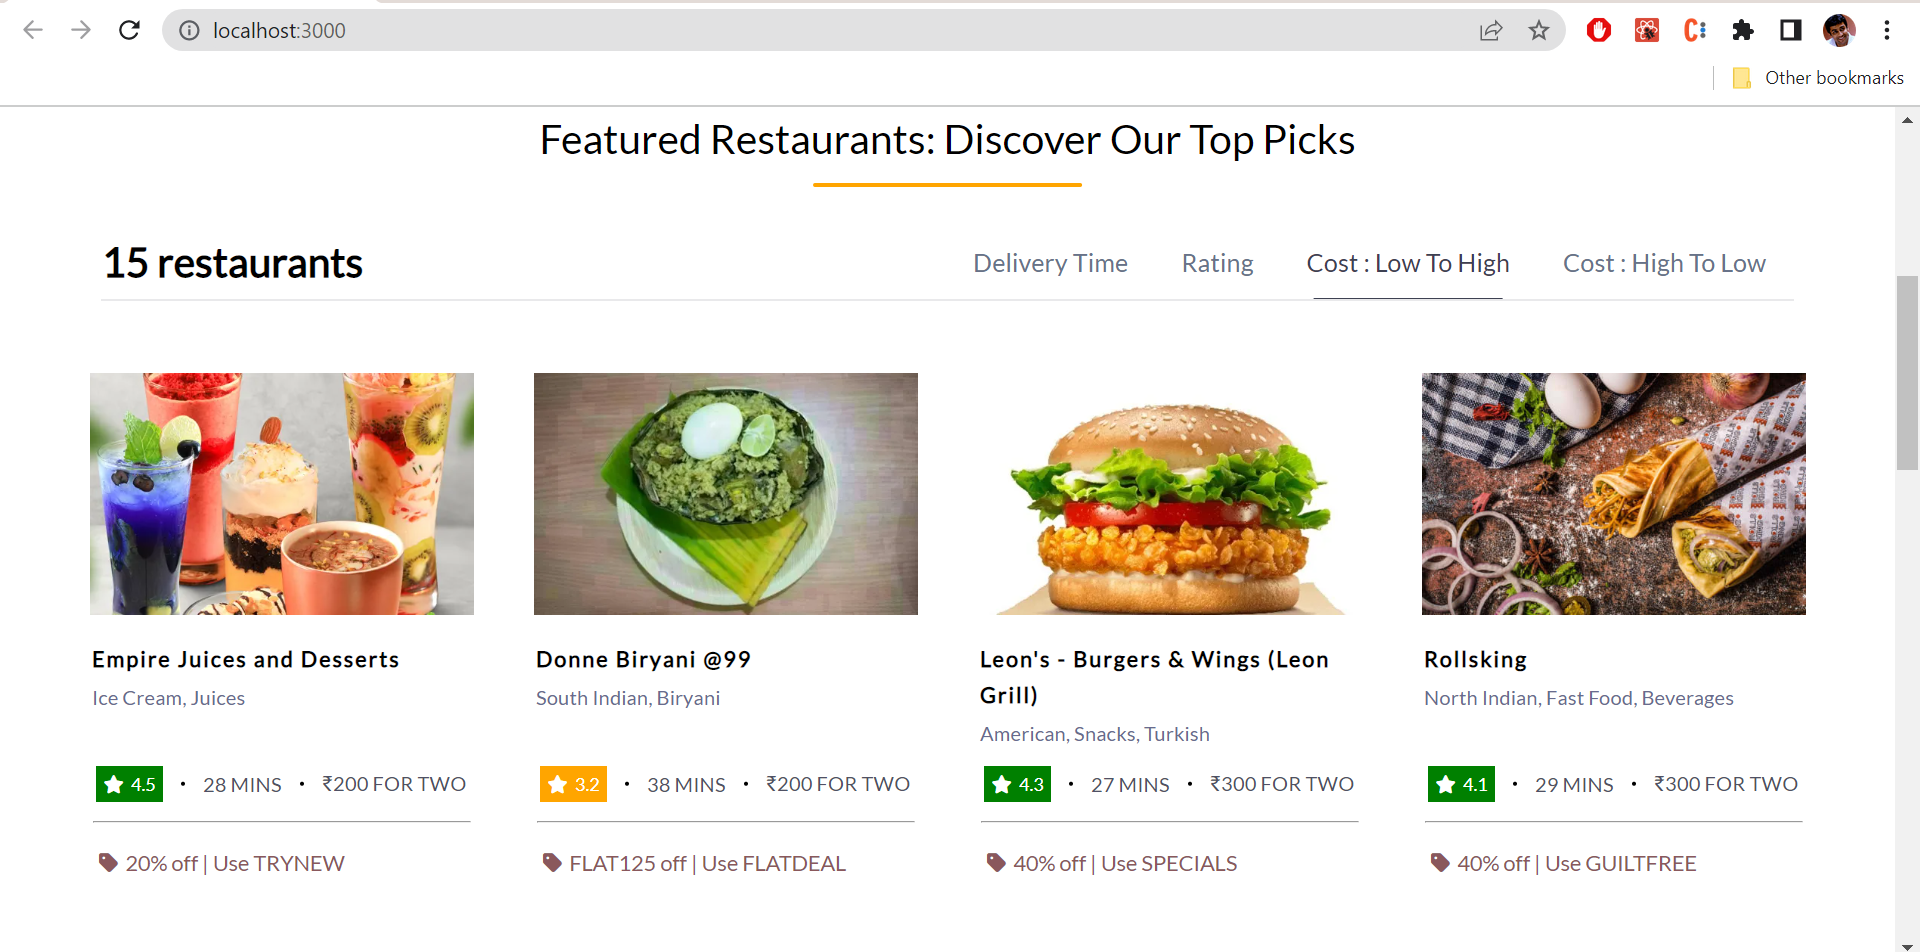 localhost:3000
Other bookmarks
Featured Restaurants: Discover Our Top Picks
15 restaurants
Delivery Time
Rating
Cost : Low To High
Cost : High To Low
Empire Juices and Desserts
Ice Cream, Juices
4.5 • 28 MINS • ₹200 FOR TWO
20% off | Use TRYNEW
Donne Biryani @99
South Indian, Biryani
3.2 • 38 MINS • ₹200 FOR TWO
FLAT125 off | Use FLATDEAL
Leon's - Burgers & Wings (Leon
Grill)
American, Snacks, Turkish
4.3 • 27 MINS • ₹300 FOR TWO
40% off | Use SPECIALS
Rollsking
North Indian, Fast Food, Beverages
4.1 • 29 MINS • ₹300 FOR TWO
40% off | Use GUILTFREE